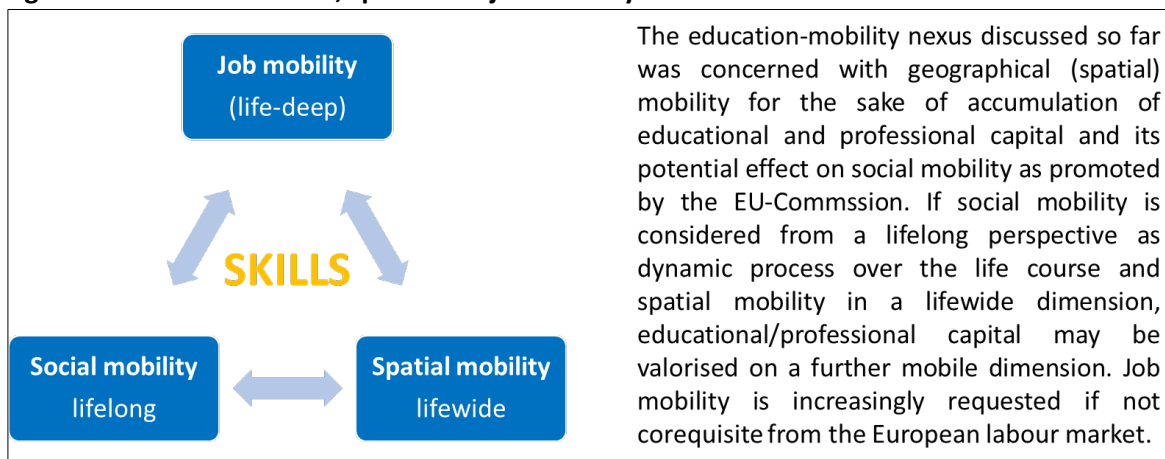 Job mobility
(life-deep)
SKILLS
Social mobility
lifelong
Spatial mobility
lifewide
The education-mobility nexus discussed so far
was concerned with geographical (spatial)
mobility for the sake of accumulation of
educational and professional capital and its
potential effect on social mobility as promoted
by the EU-Commssion. If social mobility is
considered from a lifelong perspective as
dynamic process over the life course and
spatial mobility in a lifewide dimension,
educational/professional capital may be
valorised on a further mobile dimension. Job
mobility is increasingly requested if not
corequisite from the European labour market.